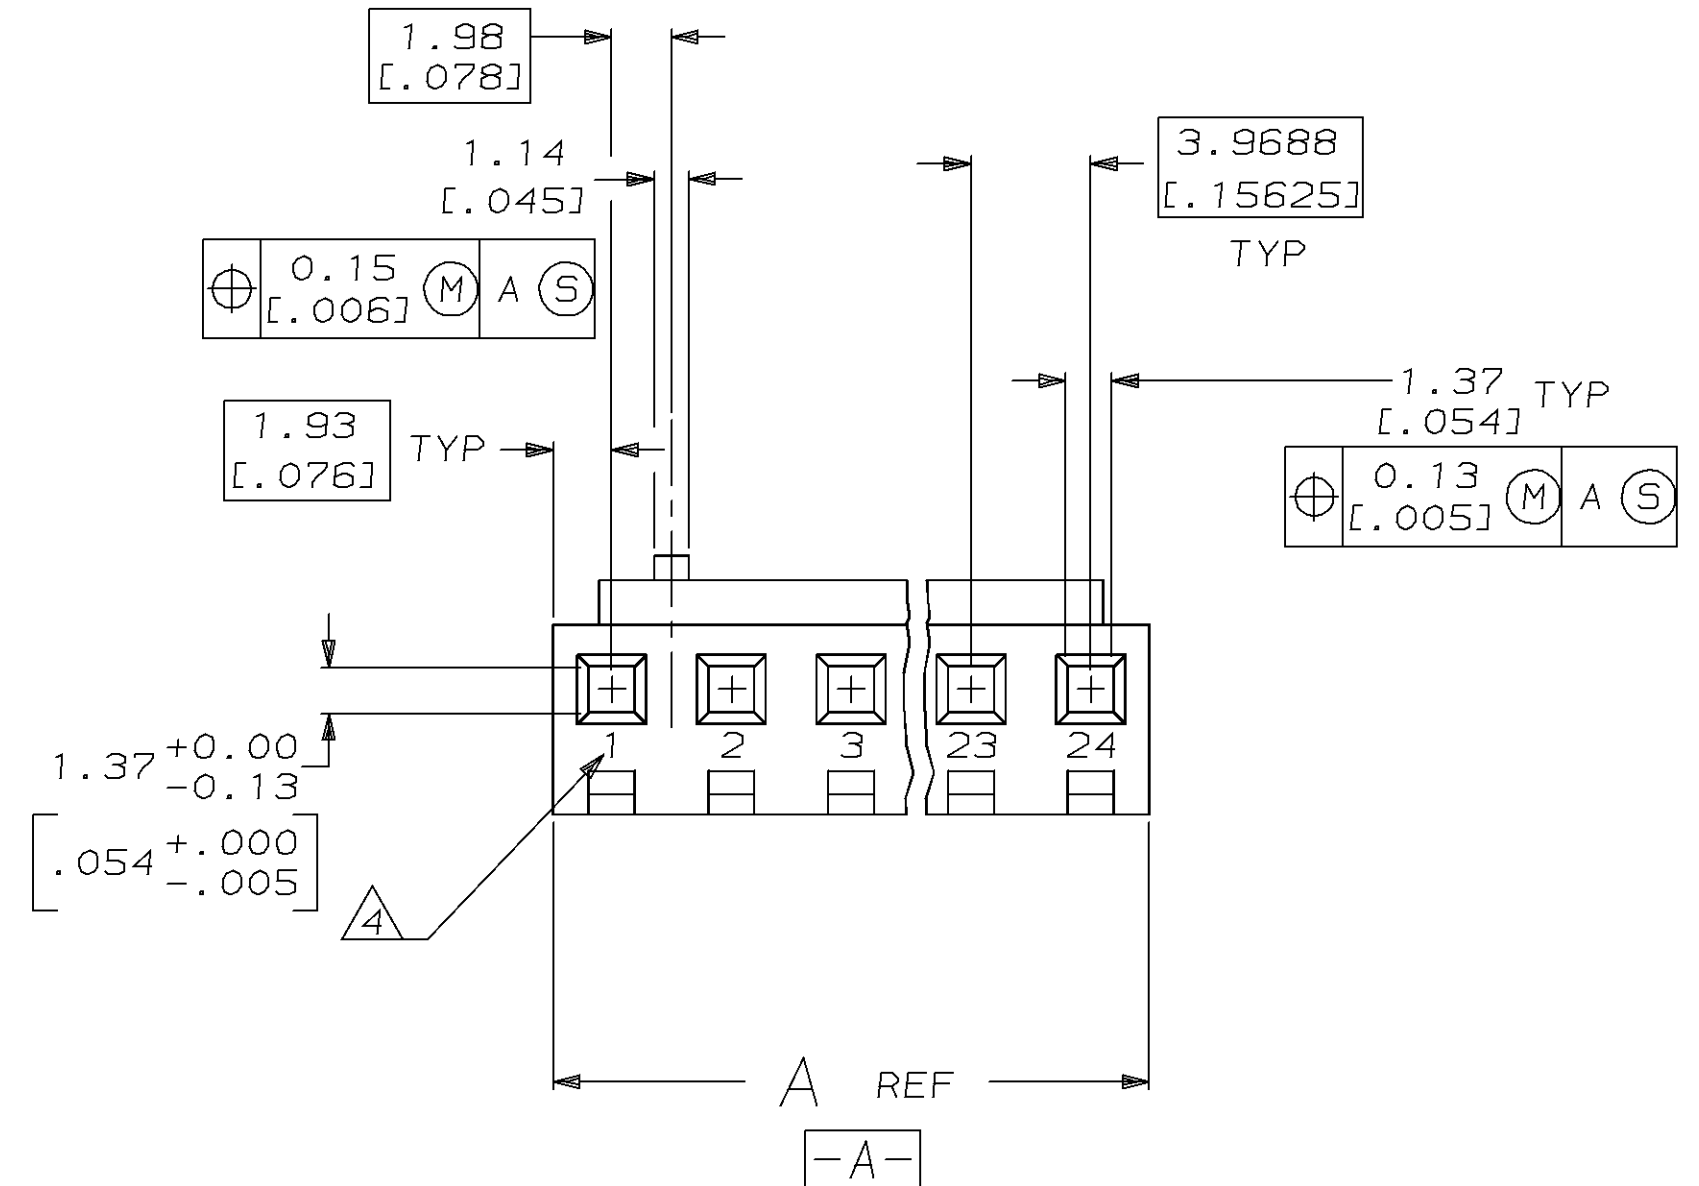 1.98
[.078]
1.14
[.045]
3.9688
[.15625]
TYP
0.15 Ⓜ A Ⓢ
[.006]
1.37 TYP
[.054]
1.93 TYP
[.076]
0.13 Ⓜ A Ⓢ
[.005]
1 2 3 23 24
1.37 +0.00
-0.13
[.054 +.000
-.005]
4
A REF
-A-